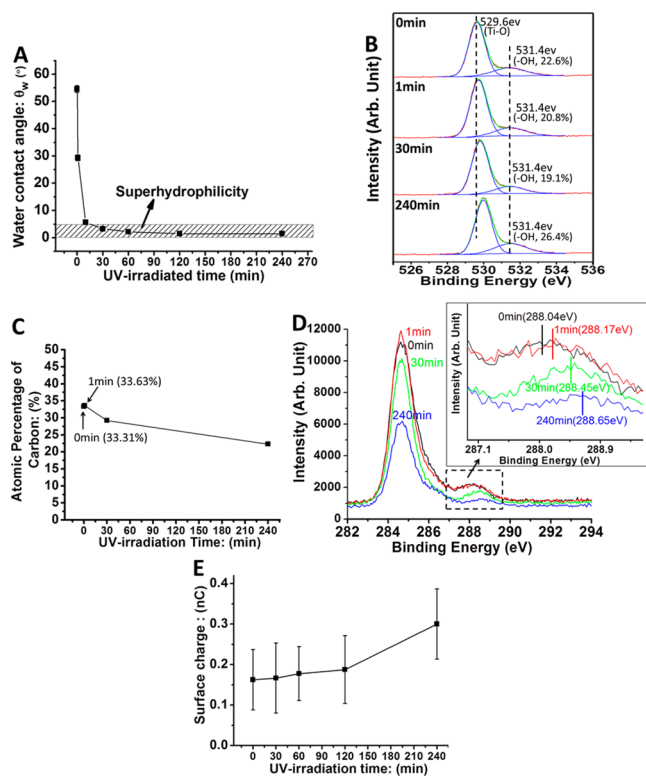 A
Water contact angle: θw (°)
60
50
40
30
20
10
0
Superhydrophilicity
0 30 60 90 120 150 180 210 240 270
UV-irradiated time: (min)
B
Intensity (Arb. Unit)
0min
529.6ev
(Ti-O)
531.4ev
(-OH, 22.6%)
1min
531.4ev
(-OH, 20.8%)
30min
531.4ev
(-OH, 19.1%)
240min
531.4ev
(-OH, 26.4%)
526 528 530 532 534 536
Binding Energy (eV)
C
Atomic Percentage of
Carbon: (%)
50
45
40
35
30
25
20
15
10
5
0
1min (33.63%)
0min (33.31%)
0 30 60 90 120 150 180 210 240
UV-irradiation Time: (min)
D
Intensity (Arb. Unit)
12000
10000
8000
6000
4000
2000
0
1min
0min
30min
240min
282 284 286 288 290 292 294
Binding Energy (eV)
Intensity (Arb. Unit)
0min(288.04eV)
1min(288.17eV)
30min(288.45eV)
240min(288.65eV)
287.1 288.0 288.9
Binding Energy (eV)
E
Surface charge : (nC)
0.4
0.3
0.2
0.1
0.0
0 30 60 90 120 150 180 210 240
UV-irradiation time: (min)